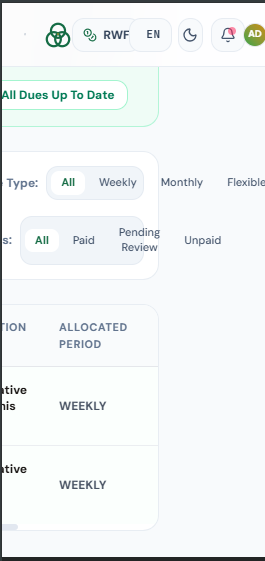 RWF EN AD
All Dues Up To Date
Type: All Weekly Monthly Flexible
s: All Paid Pending Review Unpaid
TION ALLOCATED PERIOD
ative
his WEEKLY
ative
WEEKLY